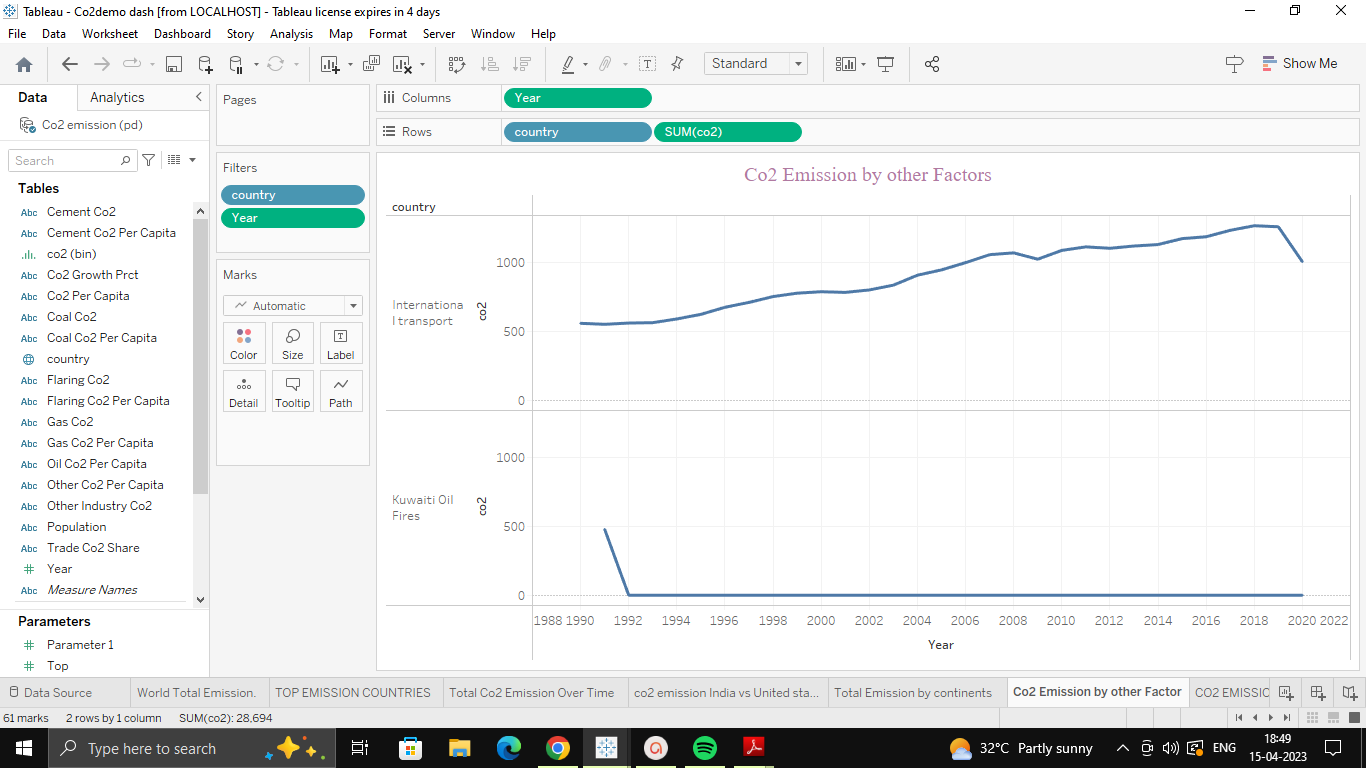 Tableau - Co2demo dash [from LOCALHOST] - Tableau license expires in 4 days
File Data Worksheet Dashboard Story Analysis Map Format Server Window Help
Standard
Show Me
Data Analytics
Co2 emission (pd)
Search
Tables
Abc Cement Co2
Abc Cement Co2 Per Capita
co2 (bin)
Abc Co2 Growth Prct
Abc Co2 Per Capita
Abc Coal Co2
Abc Coal Co2 Per Capita
country
Abc Flaring Co2
Abc Flaring Co2 Per Capita
Abc Gas Co2
Abc Gas Co2 Per Capita
Abc Oil Co2 Per Capita
Abc Other Co2 Per Capita
Abc Other Industry Co2
Abc Population
Abc Trade Co2 Share
# Year
Abc Measure Names
Parameters
# Parameter 1
# Top
Pages
Filters
country
Year
Marks
Automatic
Color Size Label
Detail Tooltip Path
Columns Year
Rows country SUM(co2)
Co2 Emission by other Factors
country
Internationa
l transport
co2
1000
500
0
Kuwaiti Oil
Fires
co2
1000
500
0
1988 1990 1992 1994 1996 1998 2000 2002 2004 2006 2008 2010 2012 2014 2016 2018 2020 2022
Year
Data Source World Total Emission. TOP EMISSION COUNTRIES Total Co2 Emission Over Time co2 emission India vs United sta... Total Emission by continents Co2 Emission by other Factor CO2 EMISSIC
61 marks 2 rows by 1 column SUM(co2): 28,694
Type here to search
32°C Partly sunny
ENG
18:49
15-04-2023